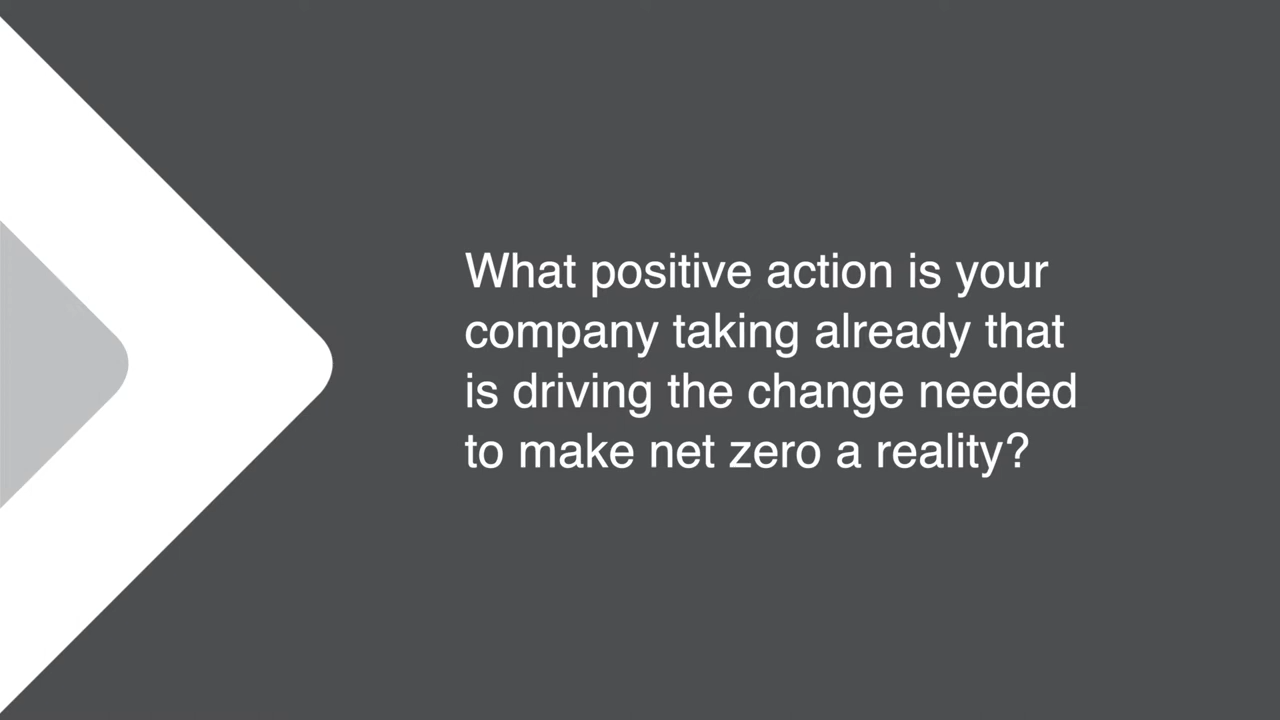 What positive action is your
company taking already that
is driving the change needed
to make net zero a reality?